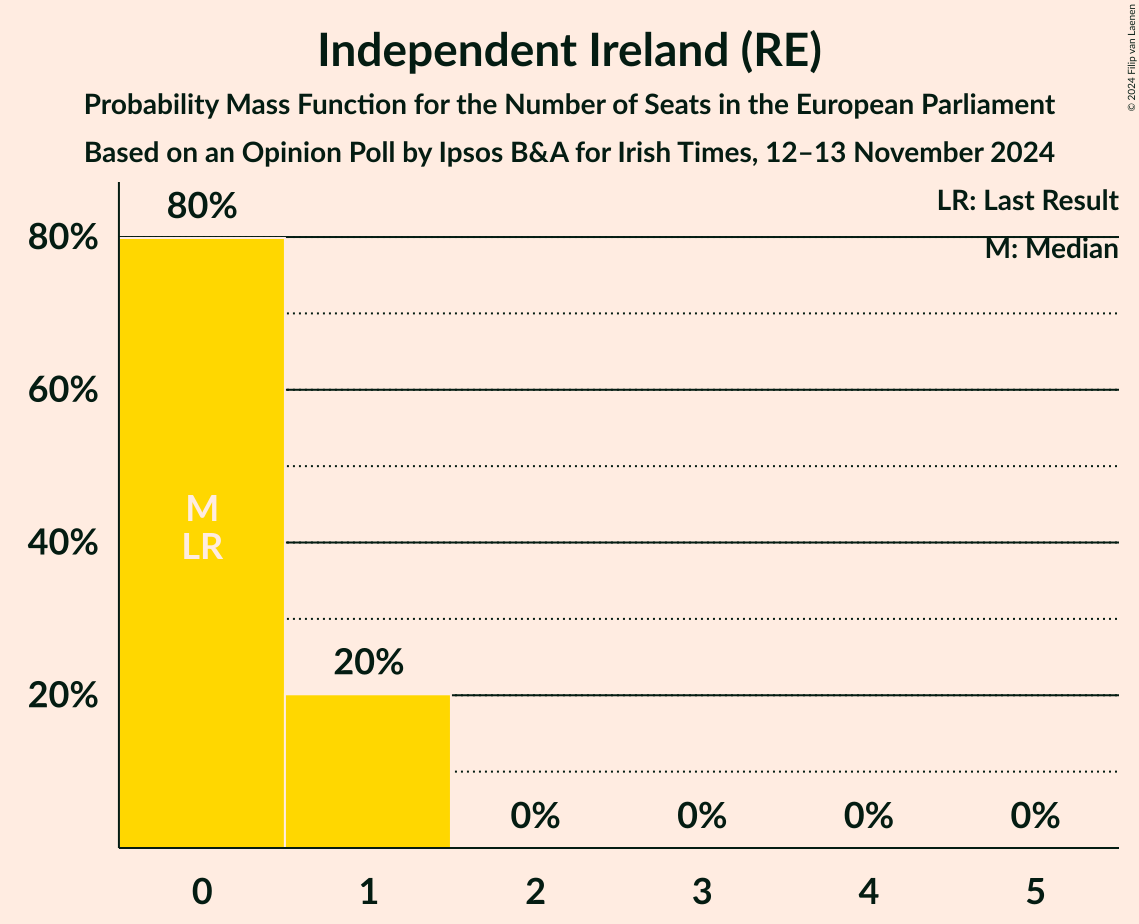 Independent Ireland (RE)
Probability Mass Function for the Number of Seats in the European Parliament
Based on an Opinion Poll by Ipsos B&A for Irish Times, 12–13 November 2024
© 2024 Filip van Laenen
LR: Last Result
M: Median
80%
60%
40%
20%
80%
M
LR
20%
0%
0%
0%
0%
0
1
2
3
4
5